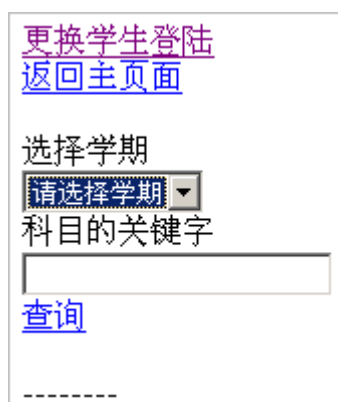 更换学生登陆
返回主页面
选择学期
请选择学期
科目的关键字
查询
--------